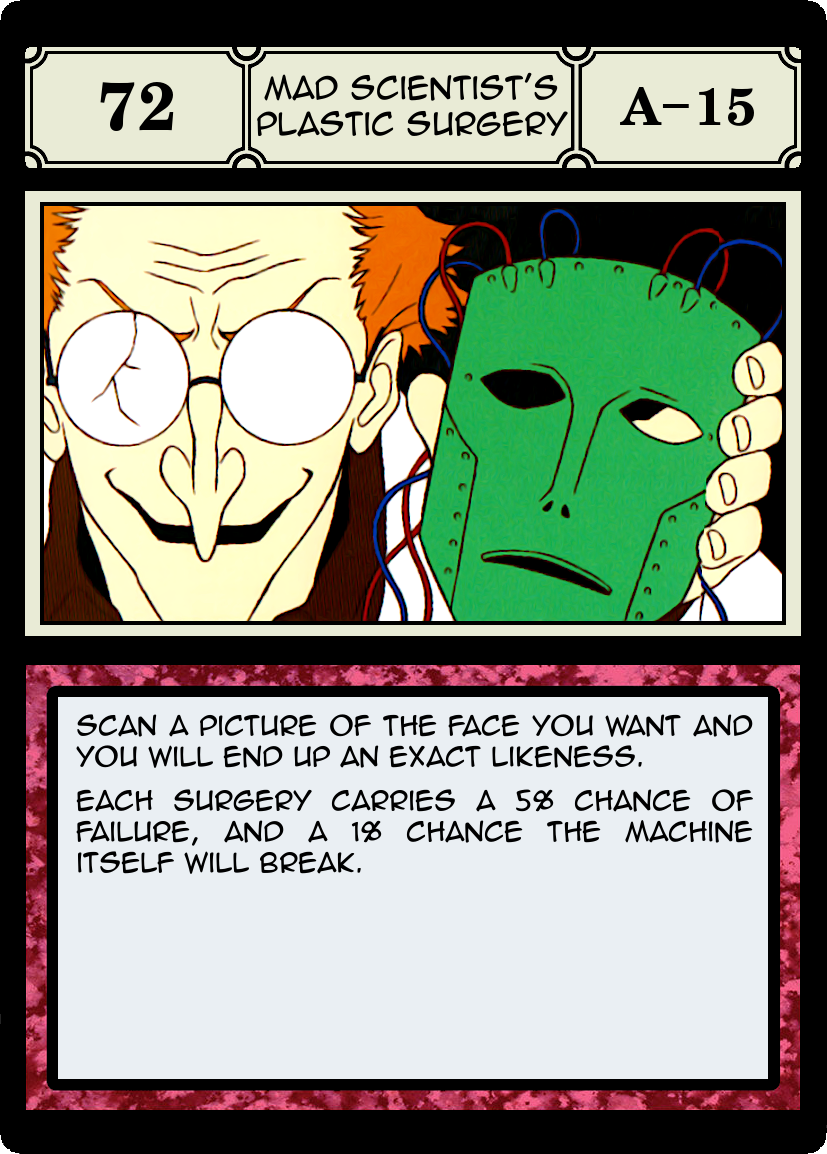 72
MAD SCIENTIST'S
PLASTIC SURGERY
A-15
SCAN A PICTURE OF THE FACE YOU WANT AND
YOU WILL END UP AN EXACT LIKENESS.
EACH SURGERY CARRIES A 5% CHANCE OF
FAILURE, AND A 1% CHANCE THE MACHINE
ITSELF WILL BREAK.